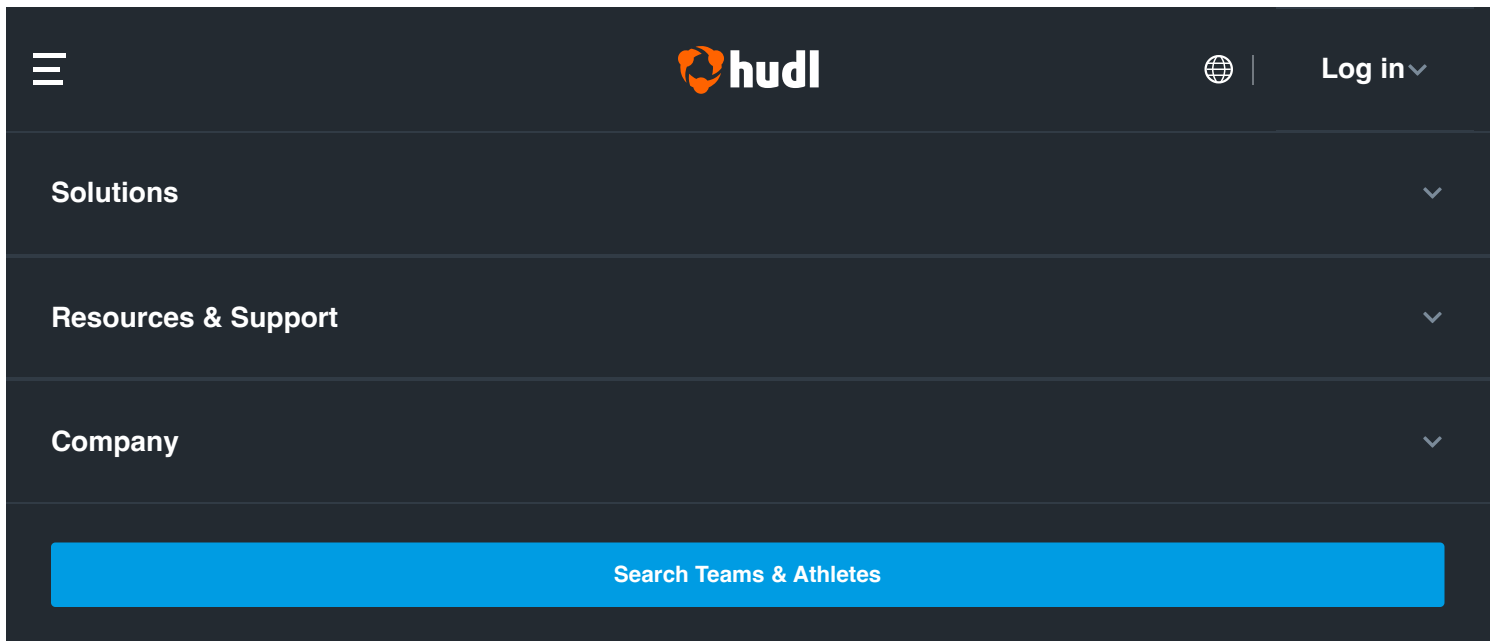 hudl
Log in
Solutions
Resources & Support
Company
Search Teams & Athletes